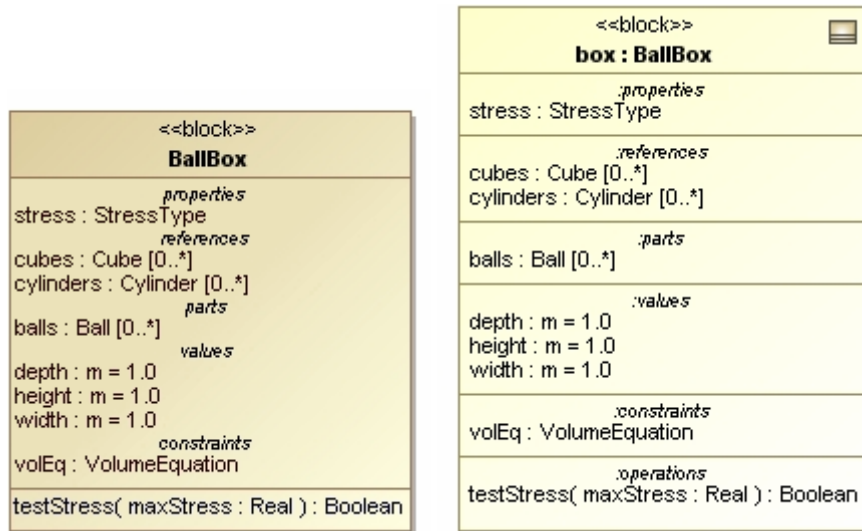 <<block>>
BallBox
properties
stress : StressType
references
cubes : Cube [0..*]
cylinders : Cylinder [0..*]
parts
balls : Ball [0..*]
values
depth : m = 1.0
height : m = 1.0
width : m = 1.0
constraints
volEq : VolumeEquation
testStress( maxStress : Real ) : Boolean
<<block>>
box : BallBox
:properties
stress : StressType
:references
cubes : Cube [0..*]
cylinders : Cylinder [0..*]
:parts
balls : Ball [0..*]
:values
depth : m = 1.0
height : m = 1.0
width : m = 1.0
:constraints
volEq : VolumeEquation
:operations
testStress( maxStress : Real ) : Boolean